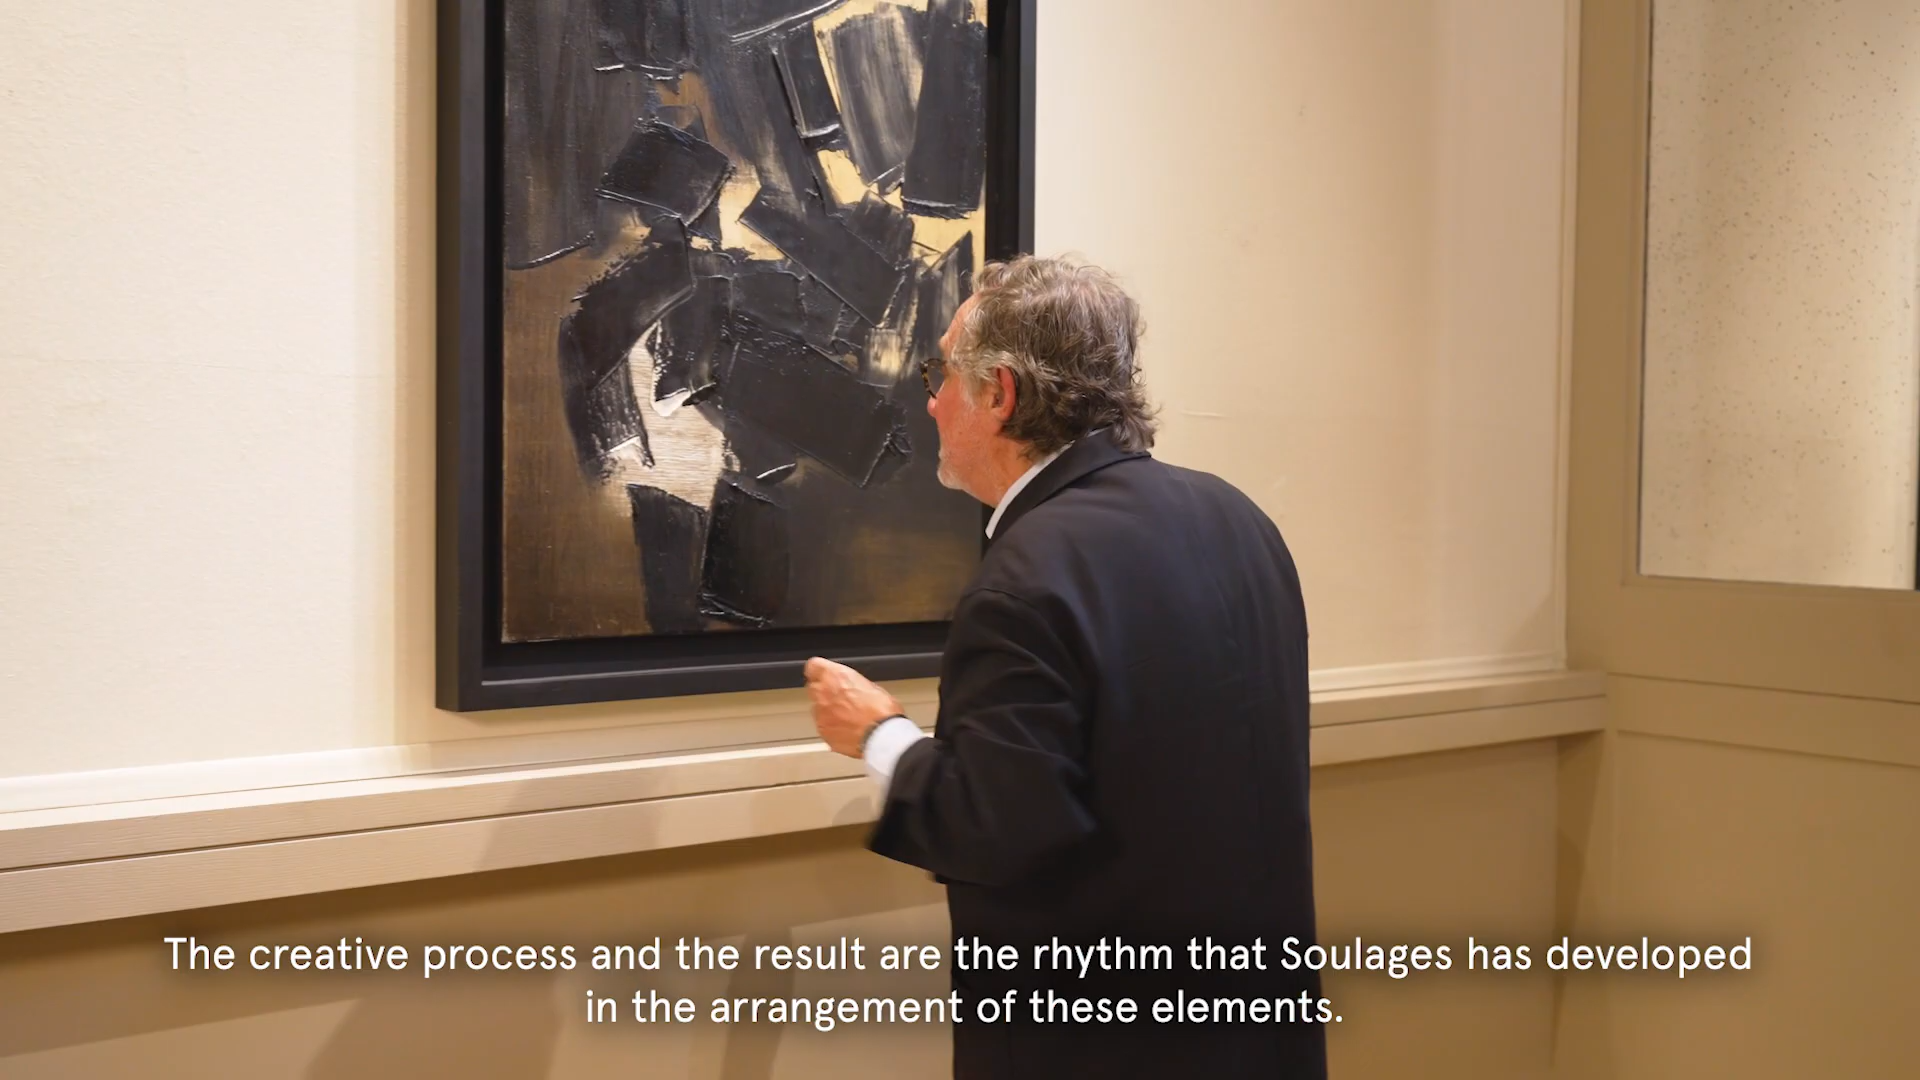 The creative process and the result are the rhythm that Soulages has developed
in the arrangement of these elements.